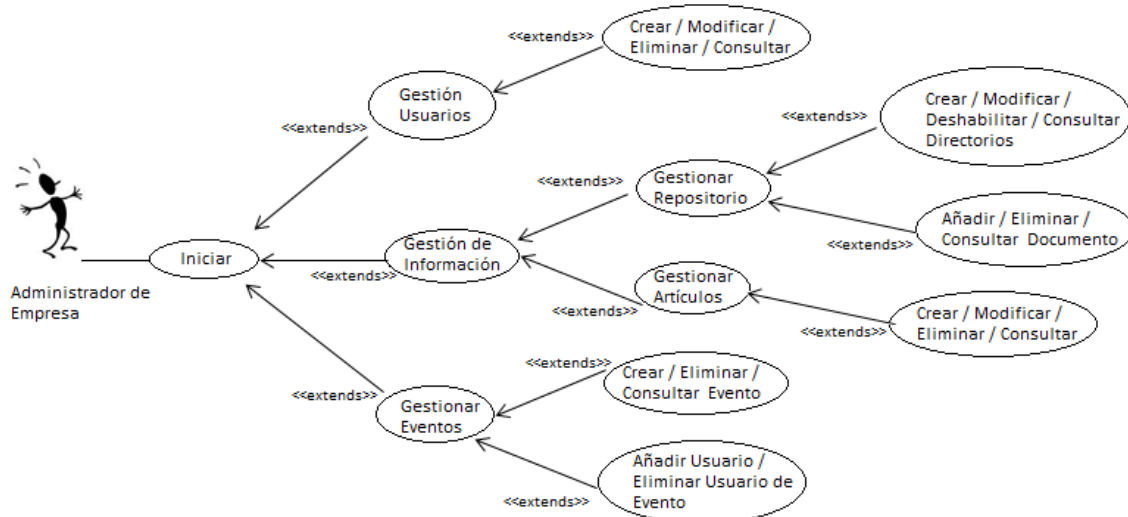 <<extends>>
Crear / Modificar /
Eliminar / Consultar
Gestión
Usuarios
<<extends>>
Crear / Modificar /
Deshabilitar / Consultar
Directorios
<<extends>>
<<extends>>
Gestionar
Repositorio
Añadir / Eliminar /
Consultar Documento
<<extends>>
Administrador de
Empresa
Iniciar
Gestión de
Información
<<extends>>
Gestionar
Artículos
<<extends>>
Crear / Modificar /
Eliminar / Consultar
<<extends>>
<<extends>>
Crear / Eliminar /
Consultar Evento
<<extends>>
Gestionar
Eventos
Añadir Usuario /
Eliminar Usuario de
Evento
<<extends>>